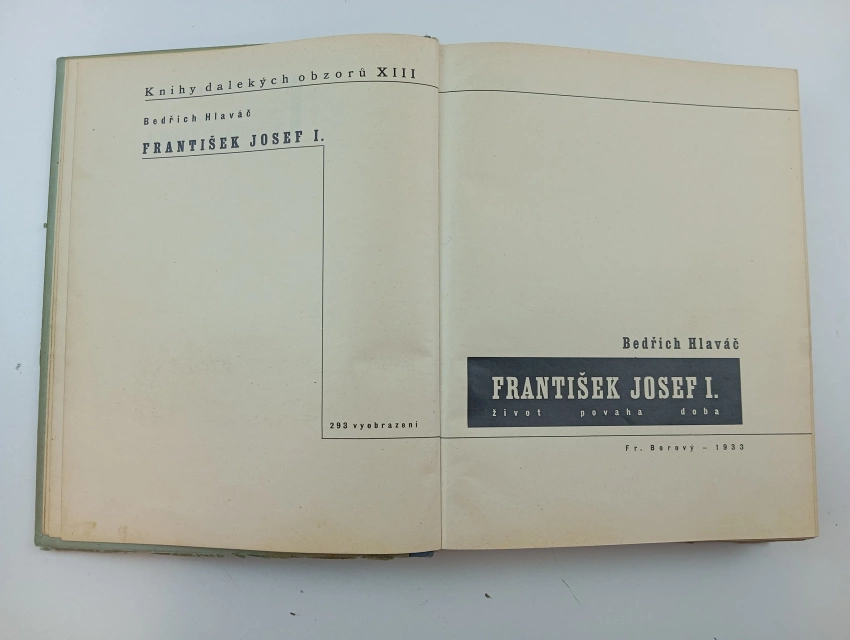 Knihy dalekých obzorů XIII
Bedřich Hlaváč
FRANTIŠEK JOSEF I.
293 vyobrazení
Bedřich Hlaváč
FRANTIŠEK JOSEF I.
život povaha doba
Fr. Borový – 1933